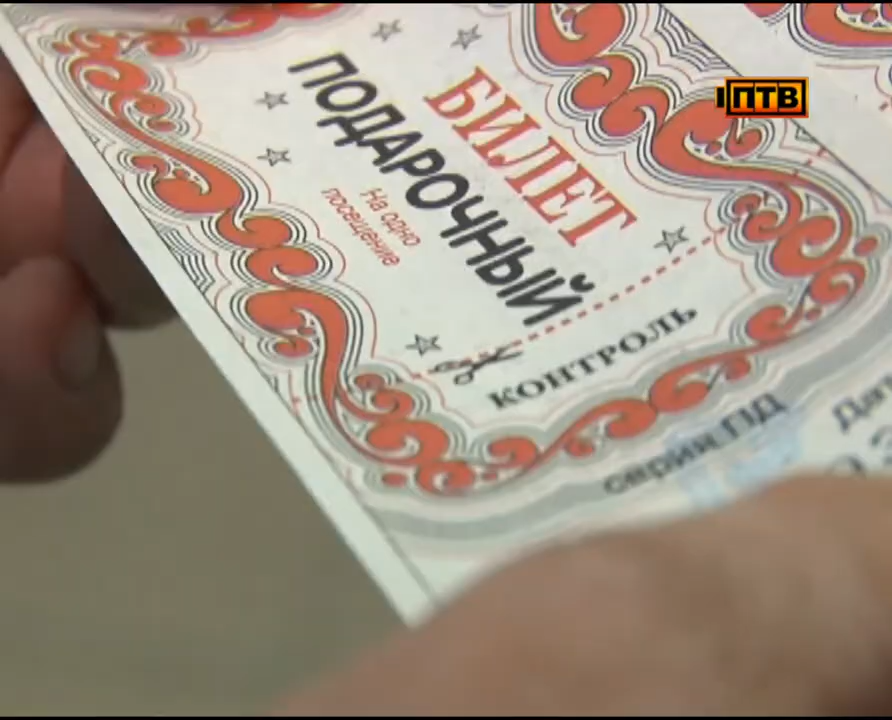 ПТВ
БИЛЕТ
ПОДАРОЧНЫЙ
На одно
посещение
КОНТРОЛЬ
серия ПД